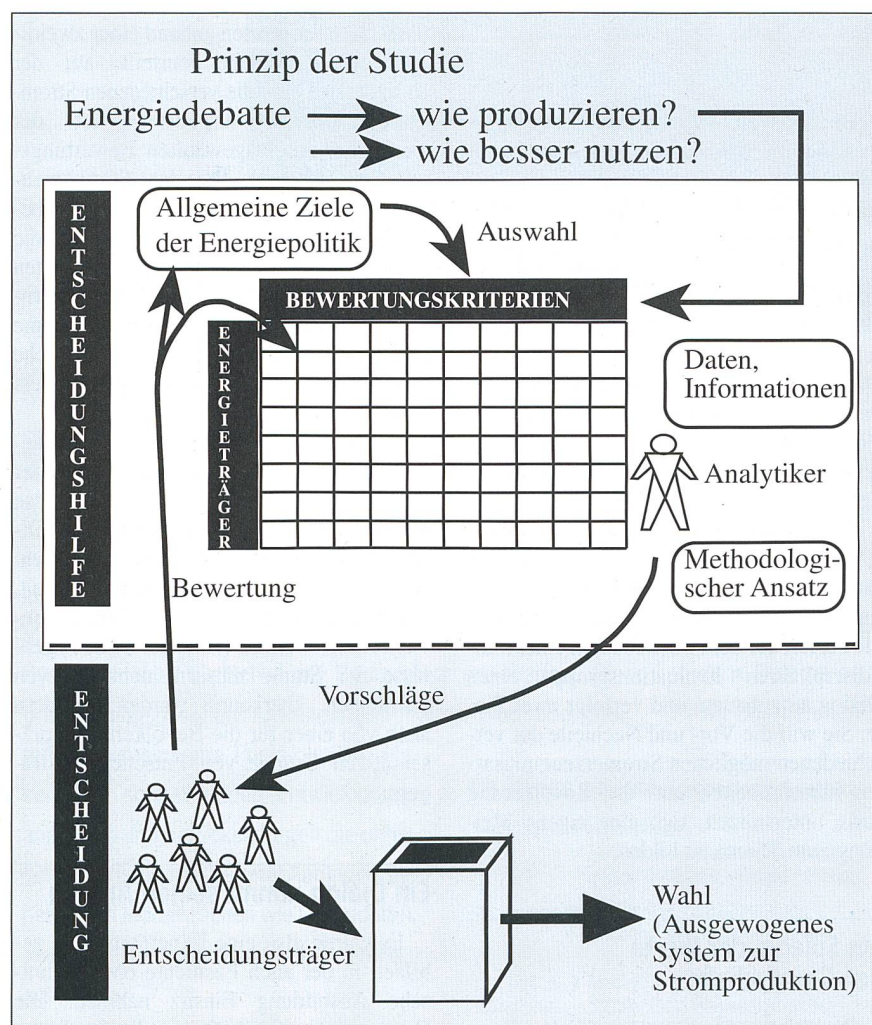 Prinzip der Studie
Energiedebatte wie produzieren?
wie besser nutzen?
ENTSCHEIDUNGSHILFE
Allgemeine Ziele
der Energiepolitik
Auswahl
BEWERTUNGSKRITERIEN
ENERGIETRÄGER
Daten,
Informationen
Analytiker
Methodologi-
scher Ansatz
Bewertung
Vorschläge
ENTSCHEIDUNG
Entscheidungsträger
Wahl
(Ausgewogenes
System zur
Stromproduktion)